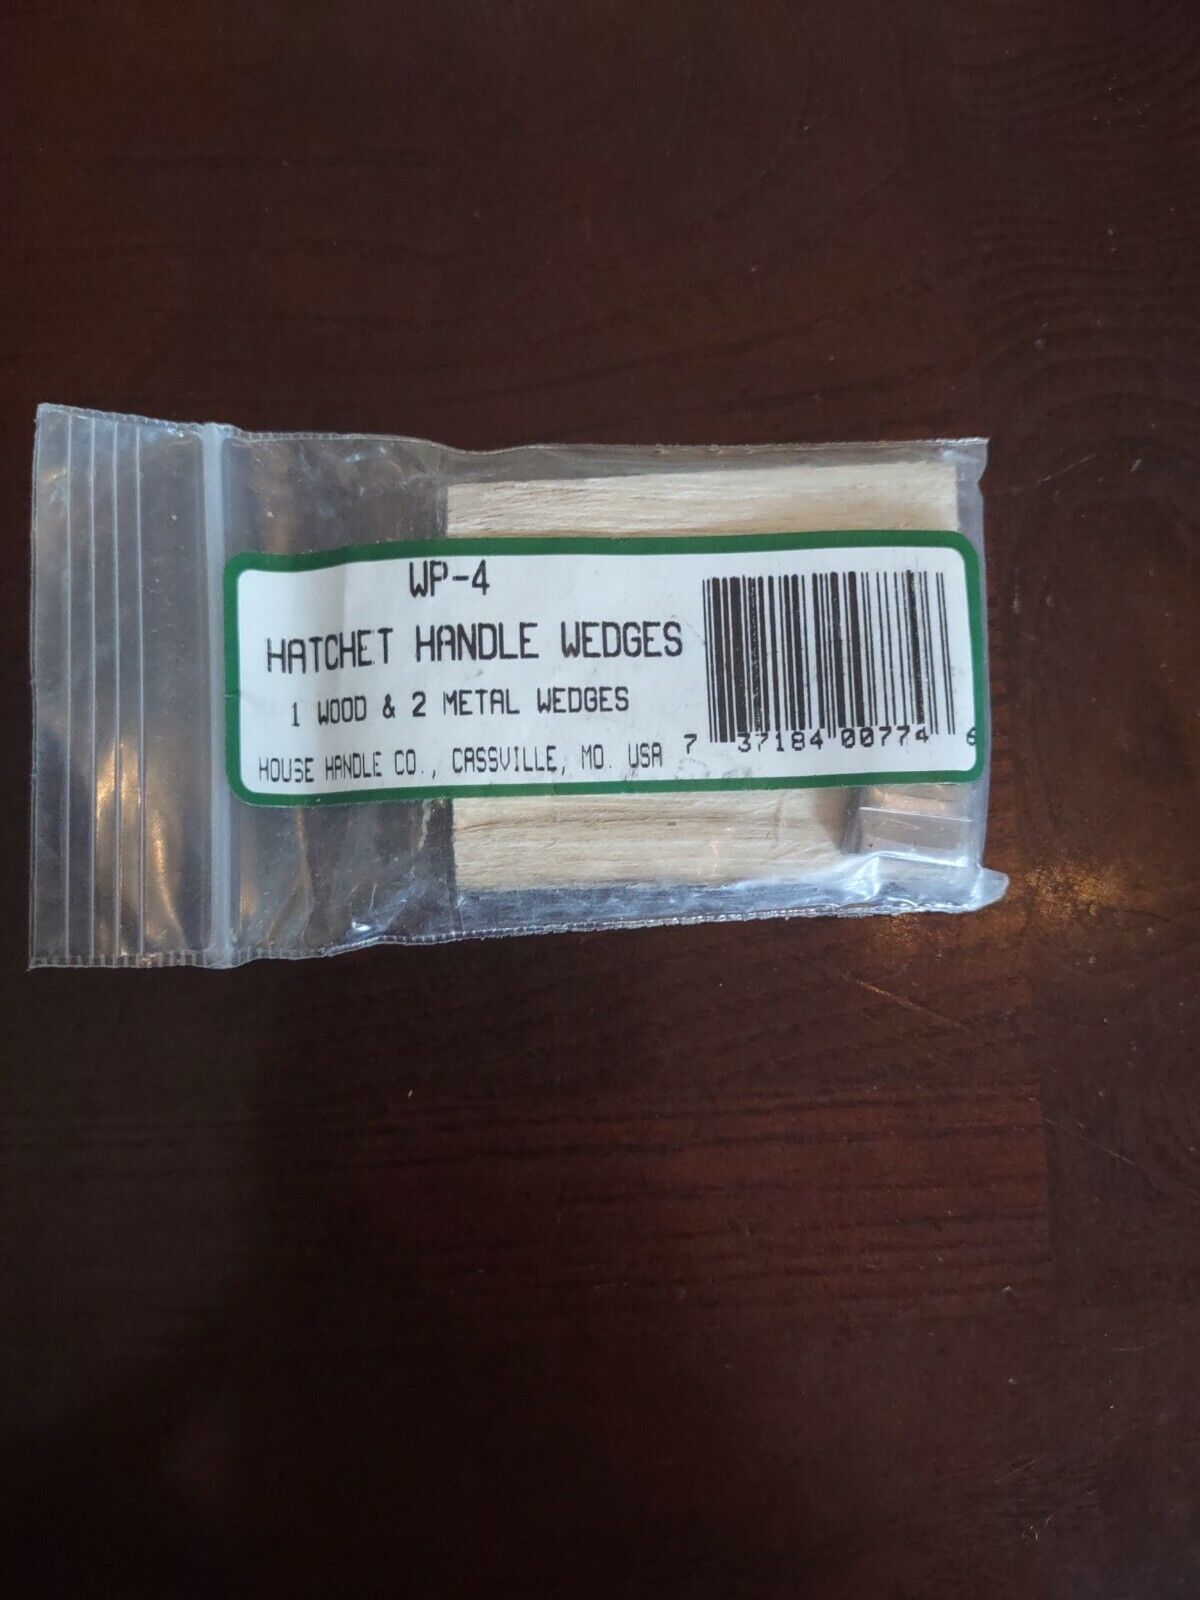 WP-4
HATCHET HANDLE WEDGES
1 WOOD & 2 METAL WEDGES
HOUSE HANDLE CO., CASSVILLE, MO. USA
7 37184 00774 6